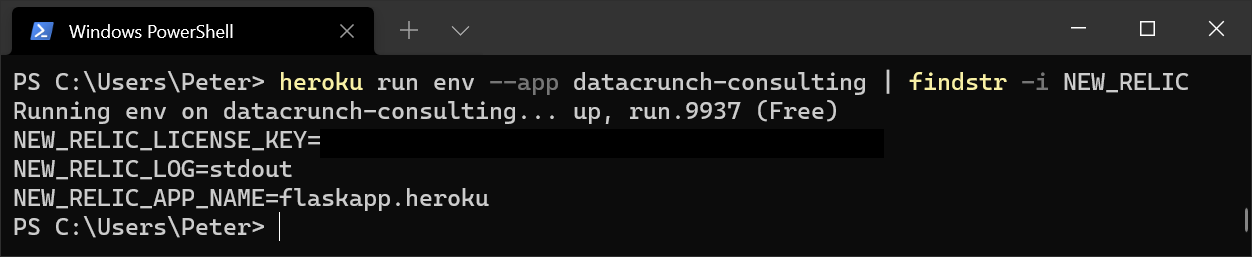 Windows PowerShell
PS C:\Users\Peter> heroku run env --app datacrunch-consulting | findstr -i NEW_RELIC
Running env on datacrunch-consulting... up, run.9937 (Free)
NEW_RELIC_LICENSE_KEY=
NEW_RELIC_LOG=stdout
NEW_RELIC_APP_NAME=flaskapp.heroku
PS C:\Users\Peter>